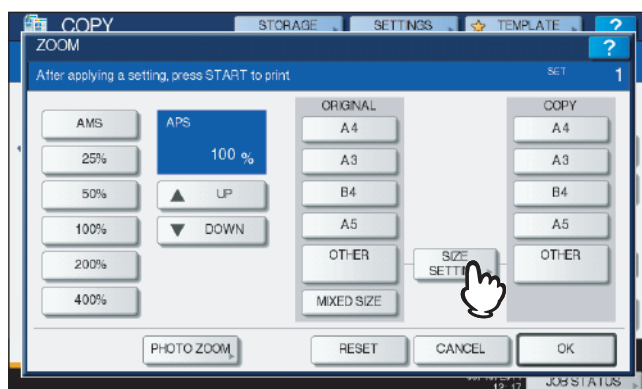 COPY STORAGE SETTINGS TEMPLATE ?
ZOOM ?
After applying a setting, press START to print SET 1
ORIGINAL COPY
AMS APS A4 A4
25% 100 % A3 A3
50% UP B4 B4
100% DOWN A5 A5
200% OTHER SIZE OTHER
400% MIXED SIZE
PHOTO ZOOM RESET CANCEL OK
12:17 JOB STATUS